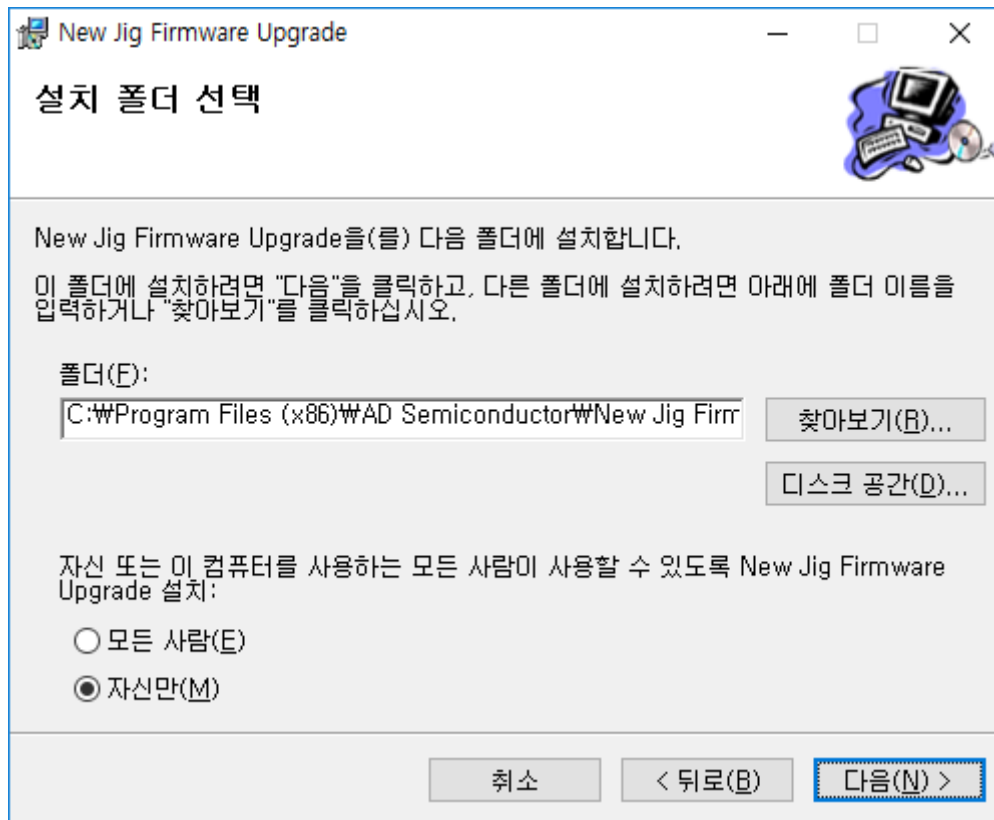 New Jig Firmware Upgrade
설치 폴더 선택
New Jig Firmware Upgrade을(를) 다음 폴더에 설치합니다.
이 폴더에 설치하려면 "다음"을 클릭하고, 다른 폴더에 설치하려면 아래에 폴더 이름을
입력하거나 "찾아보기"를 클릭하십시오.
폴더(F):
C:₩Program Files (x86)₩AD Semiconductor₩New Jig Firm
찾아보기(R)...
디스크 공간(D)...
자신 또는 이 컴퓨터를 사용하는 모든 사람이 사용할 수 있도록 New Jig Firmware
Upgrade 설치:
모든 사람(E)
자신만(M)
취소
< 뒤로(B)
다음(N) >